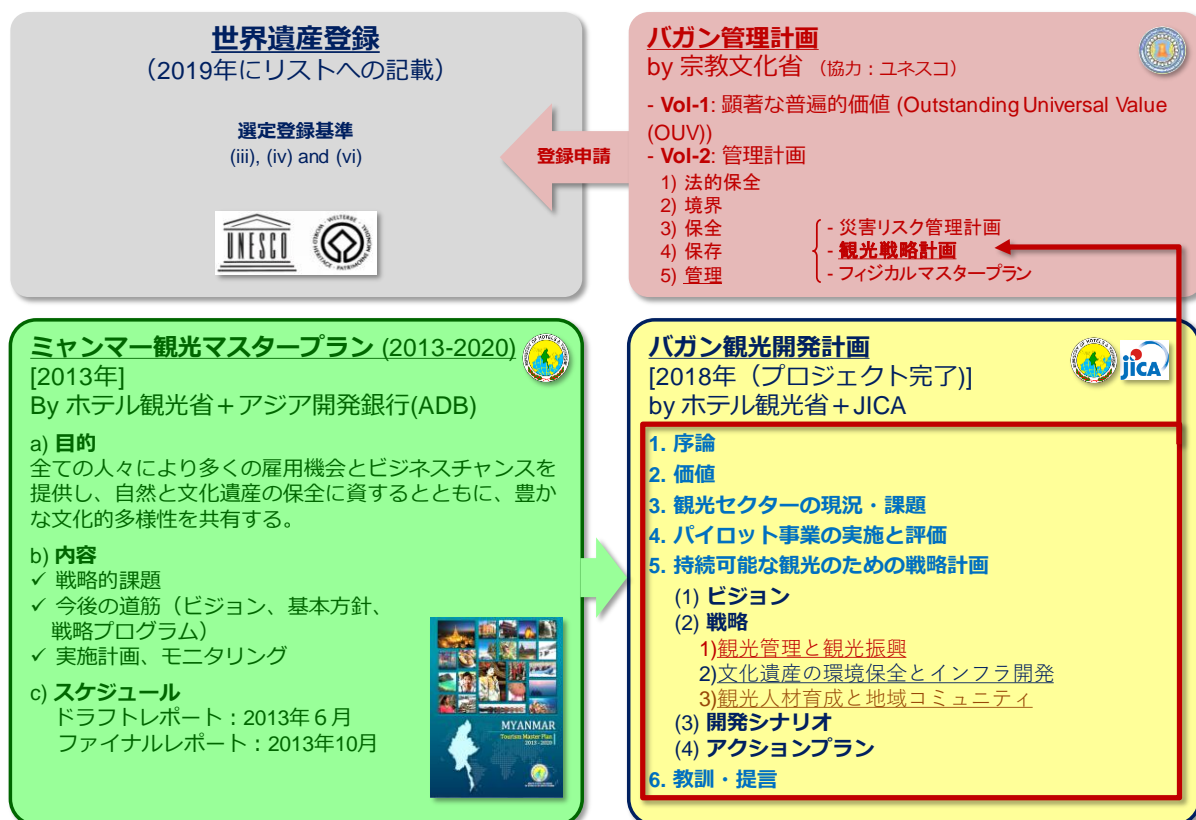 世界遺産登録
（2019年にリストへの記載）
選定登録基準
(iii), (iv) and (vi)
UNESCO
WORLD HERITAGE • PATRIMOINE MONDIAL
登録申請
バガン管理計画
by 宗教文化省 （協力：ユネスコ）
- Vol-1: 顕著な普遍的価値 (Outstanding Universal Value
(OUV))
- Vol-2: 管理計画
1) 法的保全
2) 境界
3) 保全
4) 保存
5) 管理
- 災害リスク管理計画
- 観光戦略計画
- フィジカルマスタープラン
ミャンマー観光マスタープラン (2013-2020)
[2013年]
By ホテル観光省＋アジア開発銀行(ADB)
a) 目的
全ての人々により多くの雇用機会とビジネスチャンスを
提供し、自然と文化遺産の保全に資するとともに、豊か
な文化的多様性を共有する。
b) 内容
✓ 戦略的課題
✓ 今後の道筋（ビジョン、基本方針、
戦略プログラム）
✓ 実施計画、モニタリング
c) スケジュール
ドラフトレポート：2013年６月
ファイナルレポート：2013年10月
MYANMAR
Tourism Master Plan
2013 - 2020
バガン観光開発計画
[2018年（プロジェクト完了)]
by ホテル観光省＋JICA
jICA
1. 序論
2. 価値
3. 観光セクターの現況・課題
4. パイロット事業の実施と評価
5. 持続可能な観光のための戦略計画
(1) ビジョン
(2) 戦略
1)観光管理と観光振興
2)文化遺産の環境保全とインフラ開発
3)観光人材育成と地域コミュニティ
(3) 開発シナリオ
(4) アクションプラン
6. 教訓・提言